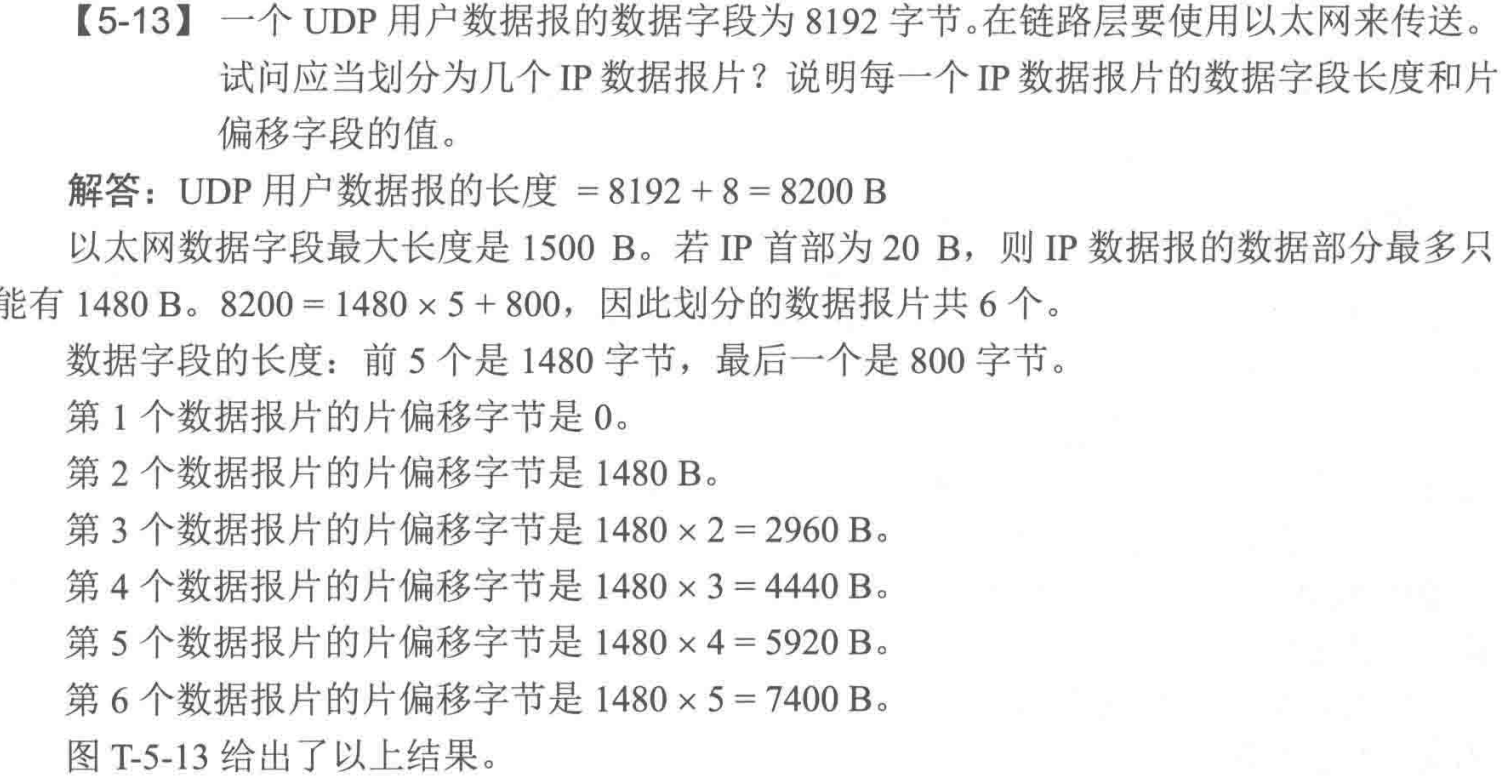 【5-13】 一个 UDP 用户数据报的数据字段为 8192 字节。在链路层要使用以太网来传送。
试问应当划分为几个 IP 数据报片？说明每一个 IP 数据报片的数据字段长度和片
偏移字段的值。
解答：UDP 用户数据报的长度 = 8192 + 8 = 8200 B
以太网数据字段最大长度是 1500 B。若 IP 首部为 20 B，则 IP 数据报的数据部分最多只
能有 1480 B。8200 = 1480 × 5 + 800，因此划分的数据报片共 6 个。
数据字段的长度：前 5 个是 1480 字节，最后一个是 800 字节。
第 1 个数据报片的片偏移字节是 0。
第 2 个数据报片的片偏移字节是 1480 B。
第 3 个数据报片的片偏移字节是 1480 × 2 = 2960 B。
第 4 个数据报片的片偏移字节是 1480 × 3 = 4440 B。
第 5 个数据报片的片偏移字节是 1480 × 4 = 5920 B。
第 6 个数据报片的片偏移字节是 1480 × 5 = 7400 B。
图 T-5-13 给出了以上结果。